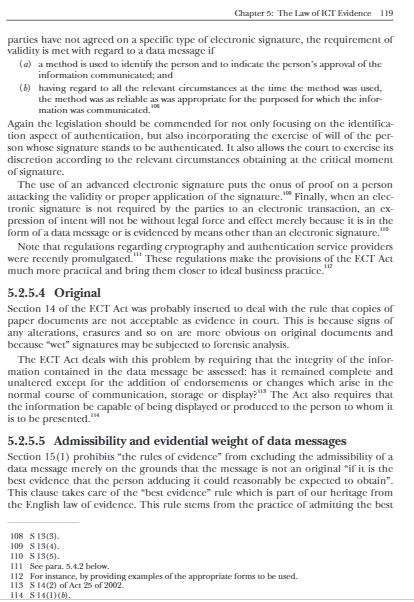 Chapter 5: The Law of ICT Evidence 119
parties have not agreed on a specific type of electronic signature, the requirement of
validity is met with regard to a data message if
(a) a method is used to identify the person and to indicate the person's approval of the
information communicated; and
(b) having regard to all the relevant circumstances at the time the method was used,
the method was as reliable as was appropriate for the purposed for which the infor-
mation was communicated.108
Again the legislation should be commended for not only focusing on the identifica-
tion aspect of authentication, but also incorporating the exercise of will of the per-
son whose signature stands to be authenticated. It also allows the court to exercise its
discretion according to the relevant circumstances obtaining at the critical moment
of signature.
The use of an advanced electronic signature puts the onus of proof on a person
attacking the validity or proper application of the signature.109 Finally, when an elec-
tronic signature is not required by the parties to an electronic transaction, an ex-
pression of intent will not be without legal force and effect merely because it is in the
form of a data message or is evidenced by means other than an electronic signature.110
Note that regulations regarding cryptography and authentication service providers
were recently promulgated.111 These regulations make the provisions of the ECT Act
much more practical and bring them closer to ideal business practice.112
5.2.5.4 Original
Section 14 of the ECT Act was probably inserted to deal with the rule that copies of
paper documents are not acceptable as evidence in court. This is because signs of
any alterations, erasures and so on are more obvious on original documents and
because "wet" signatures may be subjected to forensic analysis.
The ECT Act deals with this problem by requiring that the integrity of the infor-
mation contained in the data message be assessed: has it remained complete and
unaltered except for the addition of endorsements or changes which arise in the
normal course of communication, storage or display?113 The Act also requires that
the information be capable of being displayed or produced to the person to whom it
is to be presented.114
5.2.5.5 Admissibility and evidential weight of data messages
Section 15(1) prohibits "the rules of evidence" from excluding the admissibility of a
data message merely on the grounds that the message is not an original "if it is the
best evidence that the person adducing it could reasonably be expected to obtain".
This clause takes care of the "best evidence" rule which is part of our heritage from
the English law of evidence. This rule stems from the practice of admitting the best
108 S 13(3).
109 S 13(4).
110 S 13(5).
111 See para. 5.4.2 below.
112 For instance, by providing examples of the appropriate forms to be used.
113 S 14(2) of Act 25 of 2002.
114 S 14(1)(b).